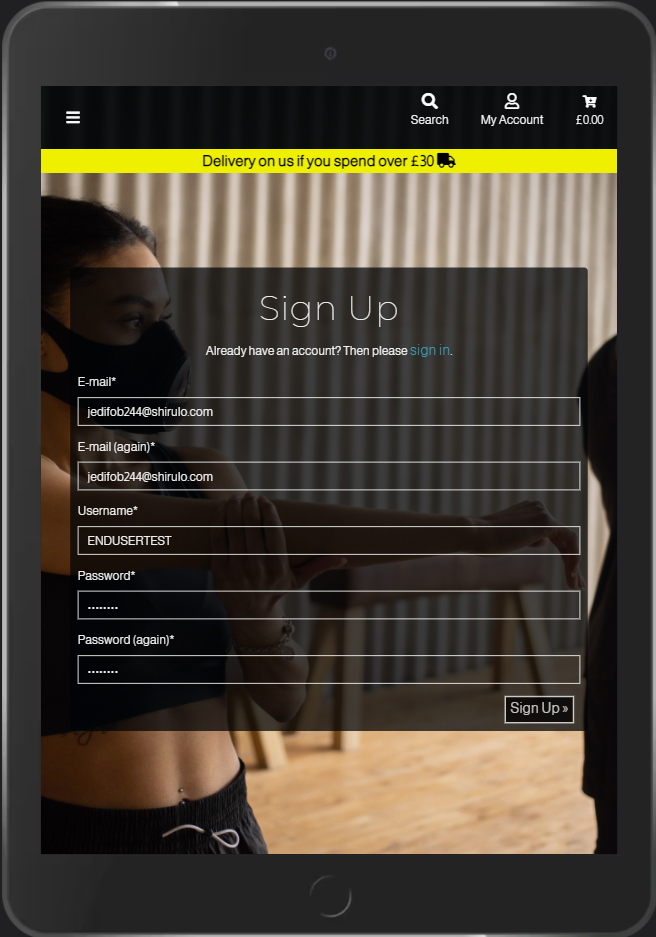 Search
My Account
£0.00
Delivery on us if you spend over £30
Sign Up
Already have an account? Then please sign in.
E-mail*
jedifob244@shirulo.com
E-mail (again)*
jedifob244@shirulo.com
Username*
ENDUSERTEST
Password*
........
Password (again)*
........
Sign Up »